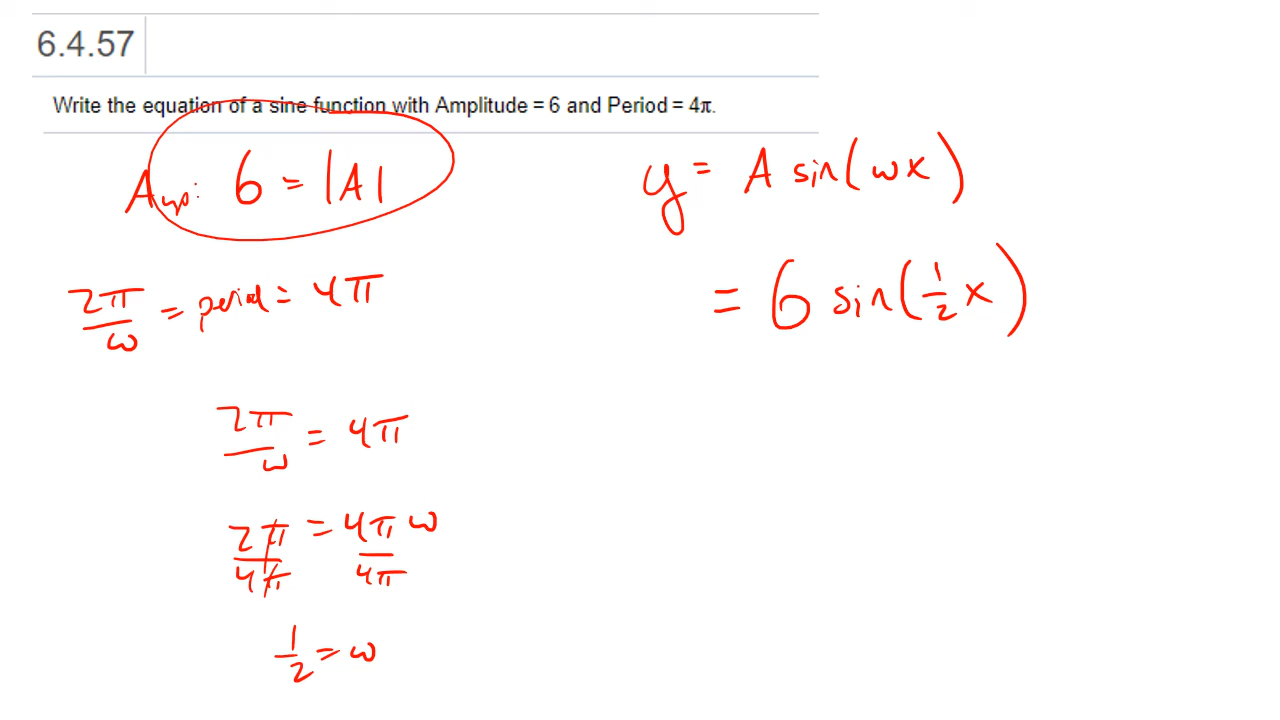 6.4.57
Write the equation of a sine function with Amplitude = 6 and Period = 4π.
Amp: 6 = |A|
y = A sin(ωx)
2π/ω = period = 4π
= 6 sin(1/2 x)
2π/ω = 4π
2π/4π = 4πω/4π
1/2 = ω